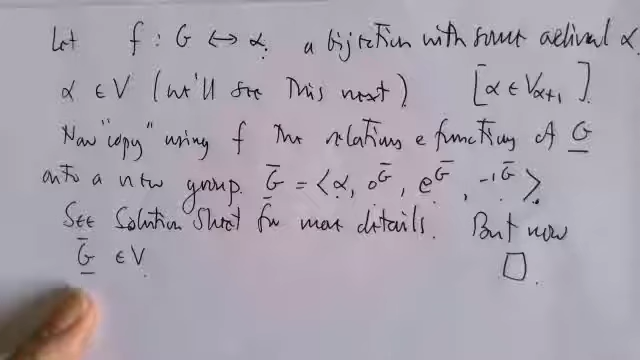 Let f : G ↔ α. a bijection with some ordinal α.
α ∈ V (we'll see this next) [α ∈ V_{α+1}].
Now "copy" using f the relations & functions of G
onto a new group. Ḡ = ⟨α, ∘^Ḡ, e^Ḡ, ⁻¹^Ḡ⟩.
See Solution Sheet for more details. But now
Ḡ ∈ V. □.